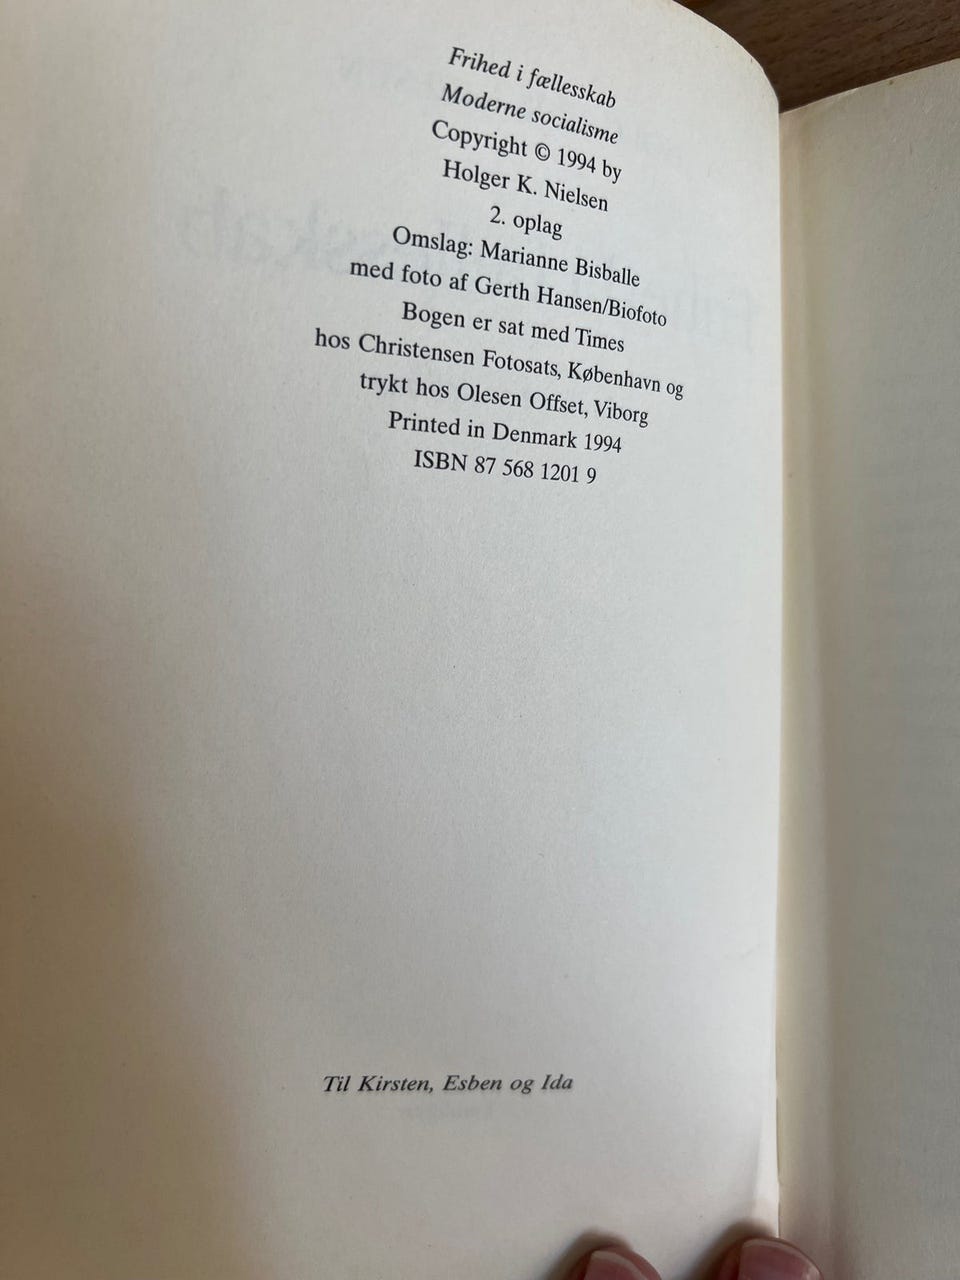 Frihed i fællesskab
Moderne socialisme
Copyright © 1994 by
Holger K. Nielsen
2. oplag
Omslag: Marianne Bisballe
med foto af Gerth Hansen/Biofoto
Bogen er sat med Times
hos Christensen Fotosats, København og
trykt hos Olesen Offset, Viborg
Printed in Denmark 1994
ISBN 87 568 1201 9
Til Kirsten, Esben og Ida